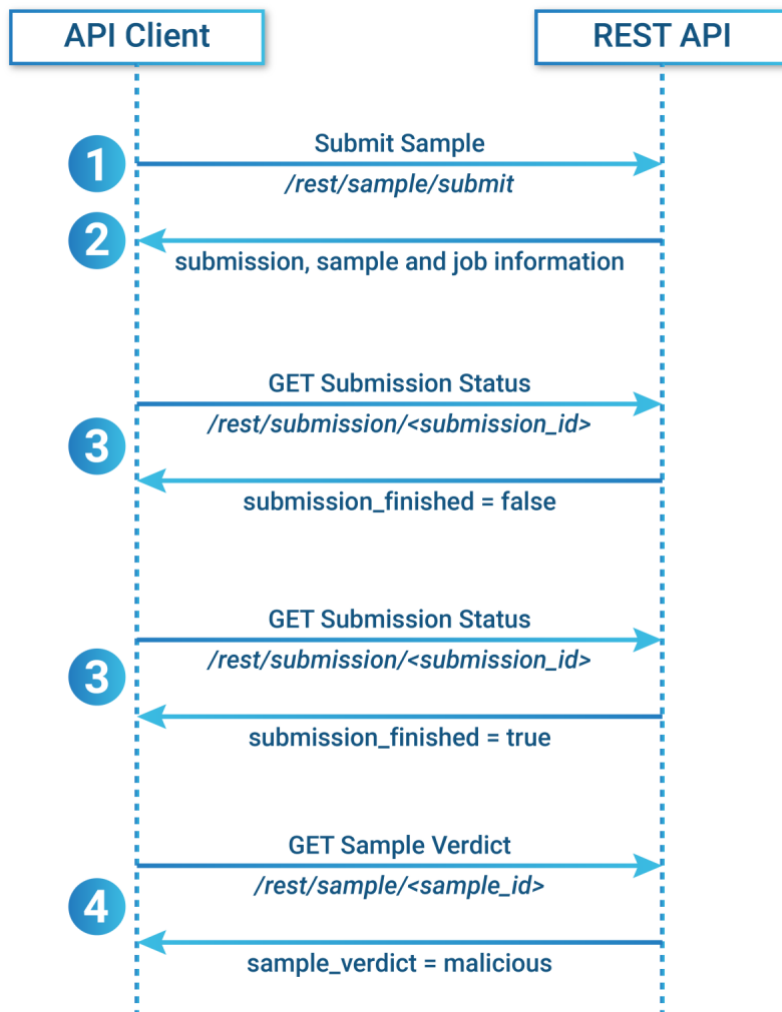 API Client
REST API
1
Submit Sample
/rest/sample/submit
2
submission, sample and job information
GET Submission Status
/rest/submission/<submission_id>
3
submission_finished = false
GET Submission Status
/rest/submission/<submission_id>
3
submission_finished = true
GET Sample Verdict
/rest/sample/<sample_id>
4
sample_verdict = malicious